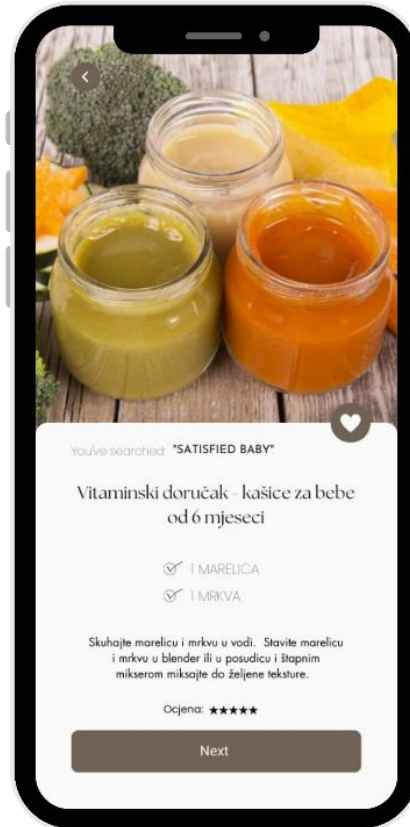 You've searched "SATISFIED BABY"
Vitaminski doručak - kašice za bebe
od 6 mjeseci
1 MARELICA
1 MRKVA
Skuhajte marelicu i mrkvu u vodi. Stavite marelicu
i mrkvu u blender ili u posudicu i štapnim
mikserom miksajte do željene teksture.
Ocjena: ★★★★★
Next